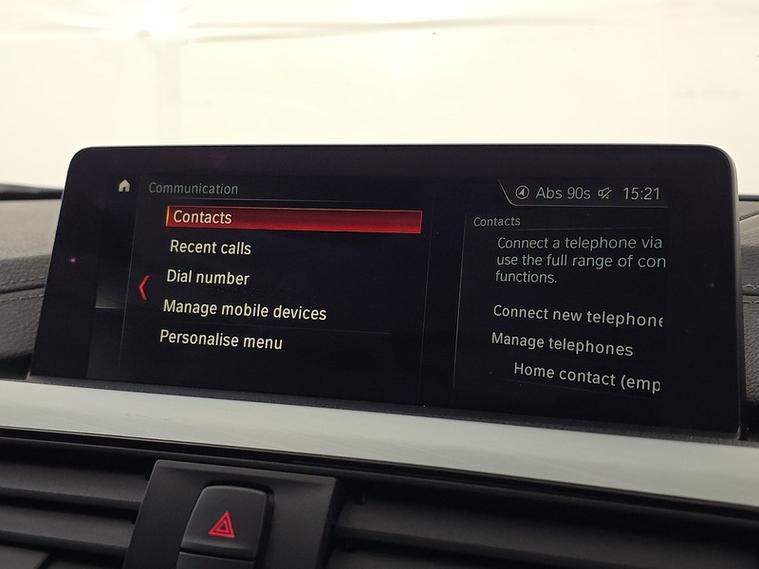 Communication
Abs 90s 15:21
Contacts
Recent calls
Dial number
Manage mobile devices
Personalise menu
Contacts
Connect a telephone via
use the full range of con
functions.
Connect new telephone
Manage telephones
Home contact (emp